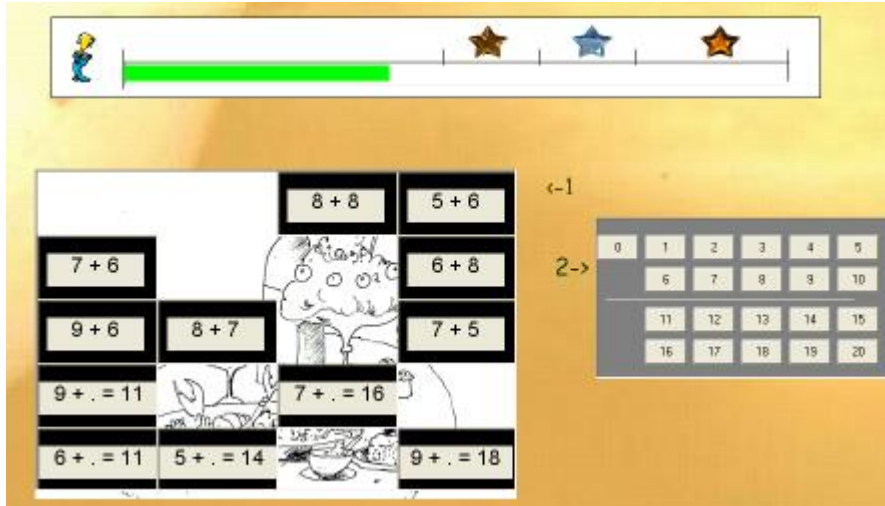 8 + 8
5 + 6
<-1
7 + 6
6 + 8
2->
0 1 2 3 4 5
6 7 8 9 10
9 + 6
8 + 7
7 + 5
11 12 13 14 15
16 17 18 19 20
9 + . = 11
7 + . = 16
6 + . = 11
5 + . = 14
9 + . = 18